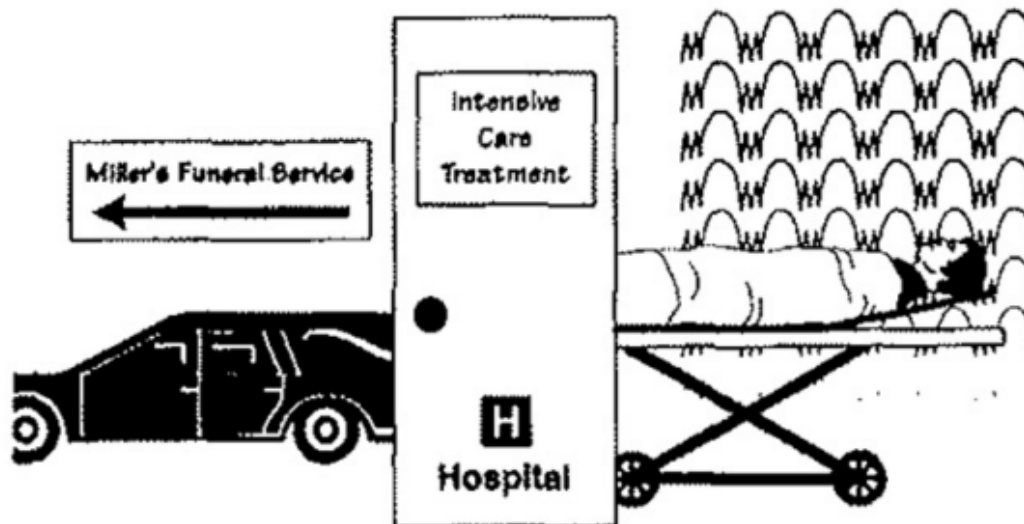 Miller's Funeral Service
Intensive
Care
Treatment
H
Hospital